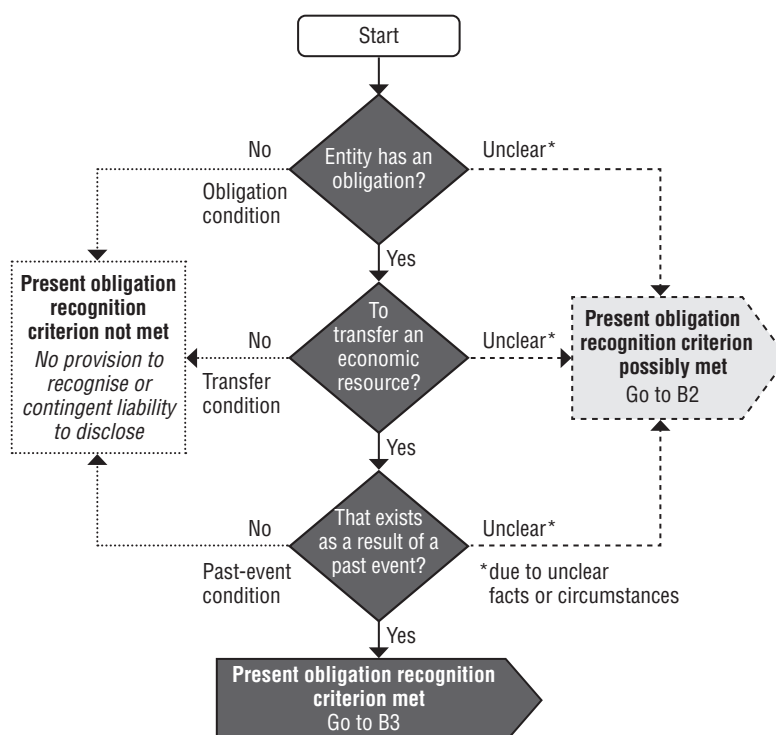 Start
Entity has an
obligation?
No
Obligation
condition
Unclear*
Yes
Present obligation
recognition
criterion not met
No provision to
recognise or
contingent liability
to disclose
To
transfer an
economic
resource?
No
Transfer
condition
Unclear*
Present obligation
recognition criterion
possibly met
Go to B2
Yes
That exists
as a result of a
past event?
No
Past-event
condition
Unclear*
*due to unclear
facts or circumstances
Yes
Present obligation recognition
criterion met
Go to B3